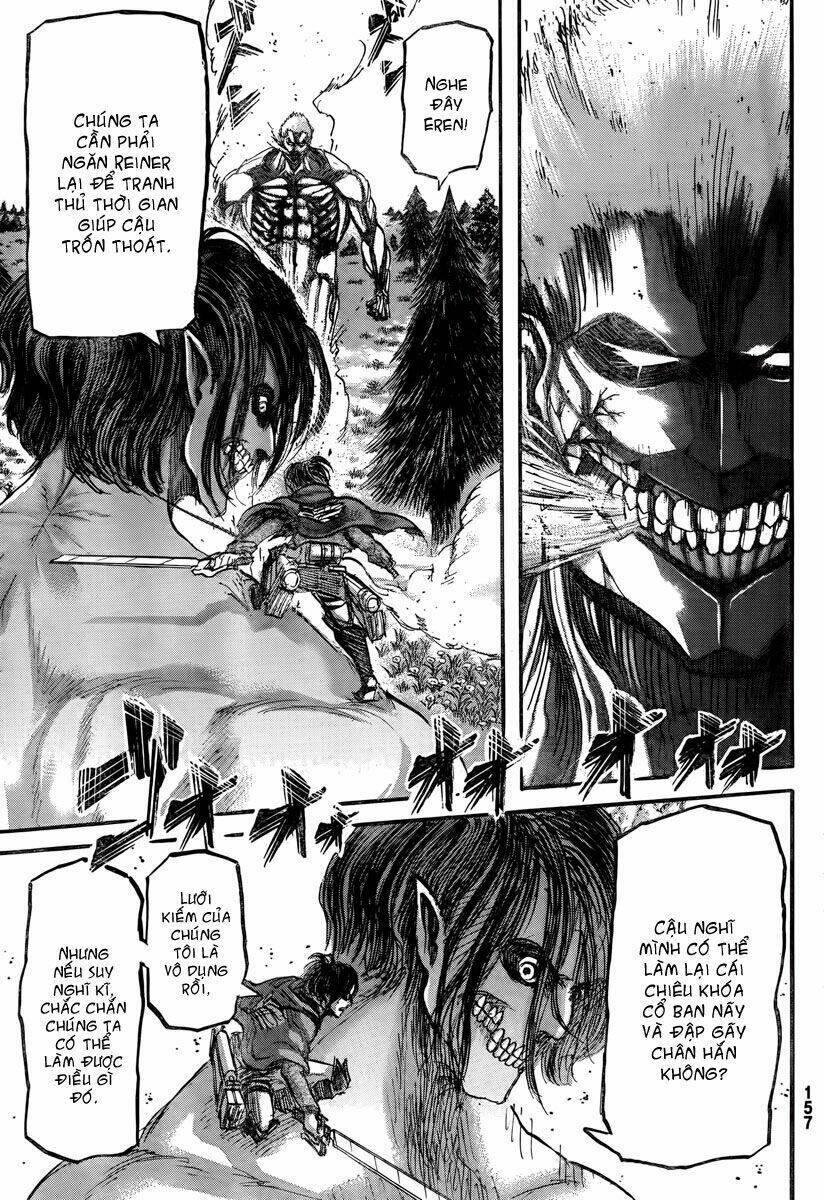 NGHE
ĐÂY
EREN!
CHÚNG TA
CẦN PHẢI
NGĂN REINER
LẠI ĐỂ TRANH
THỦ THỜI GIAN
GIÚP CẬU
TRỐN THOÁT.
CẬU NGHĨ
MÌNH CÓ THỂ
LÀM LẠI CÁI
CHIÊU KHÓA
CỔ BAN NÃY
VÀ ĐẬP GÃY
CHÂN HẮN
KHÔNG?
LƯỠI
KIẾM CỦA
CHÚNG
TÔI LÀ
VÔ DỤNG
RỒI,
NHƯNG
NẾU SUY
NGHĨ KĨ,
CHẮC CHẮN
CHÚNG TA
CÓ THỂ
LÀM ĐƯỢC
ĐIỀU GÌ
ĐÓ.
157